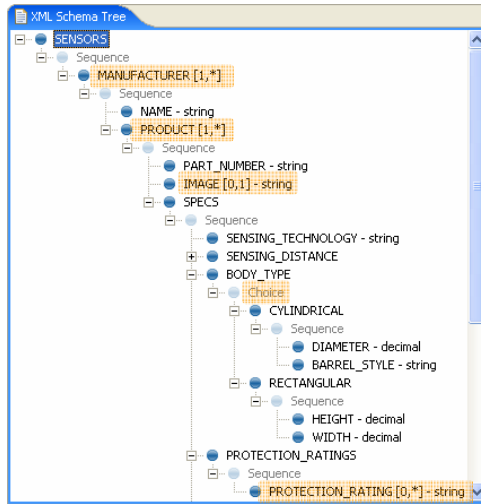 XML Schema Tree
SENSORS
Sequence
MANUFACTURER [1,*]
Sequence
NAME - string
PRODUCT [1,*]
Sequence
PART_NUMBER - string
IMAGE [0,1] - string
SPECS
Sequence
SENSING_TECHNOLOGY - string
SENSING_DISTANCE
BODY_TYPE
Choice
CYLINDRICAL
Sequence
DIAMETER - decimal
BARREL_STYLE - string
RECTANGULAR
Sequence
HEIGHT - decimal
WIDTH - decimal
PROTECTION_RATINGS
Sequence
PROTECTION_RATING [0,*] - string